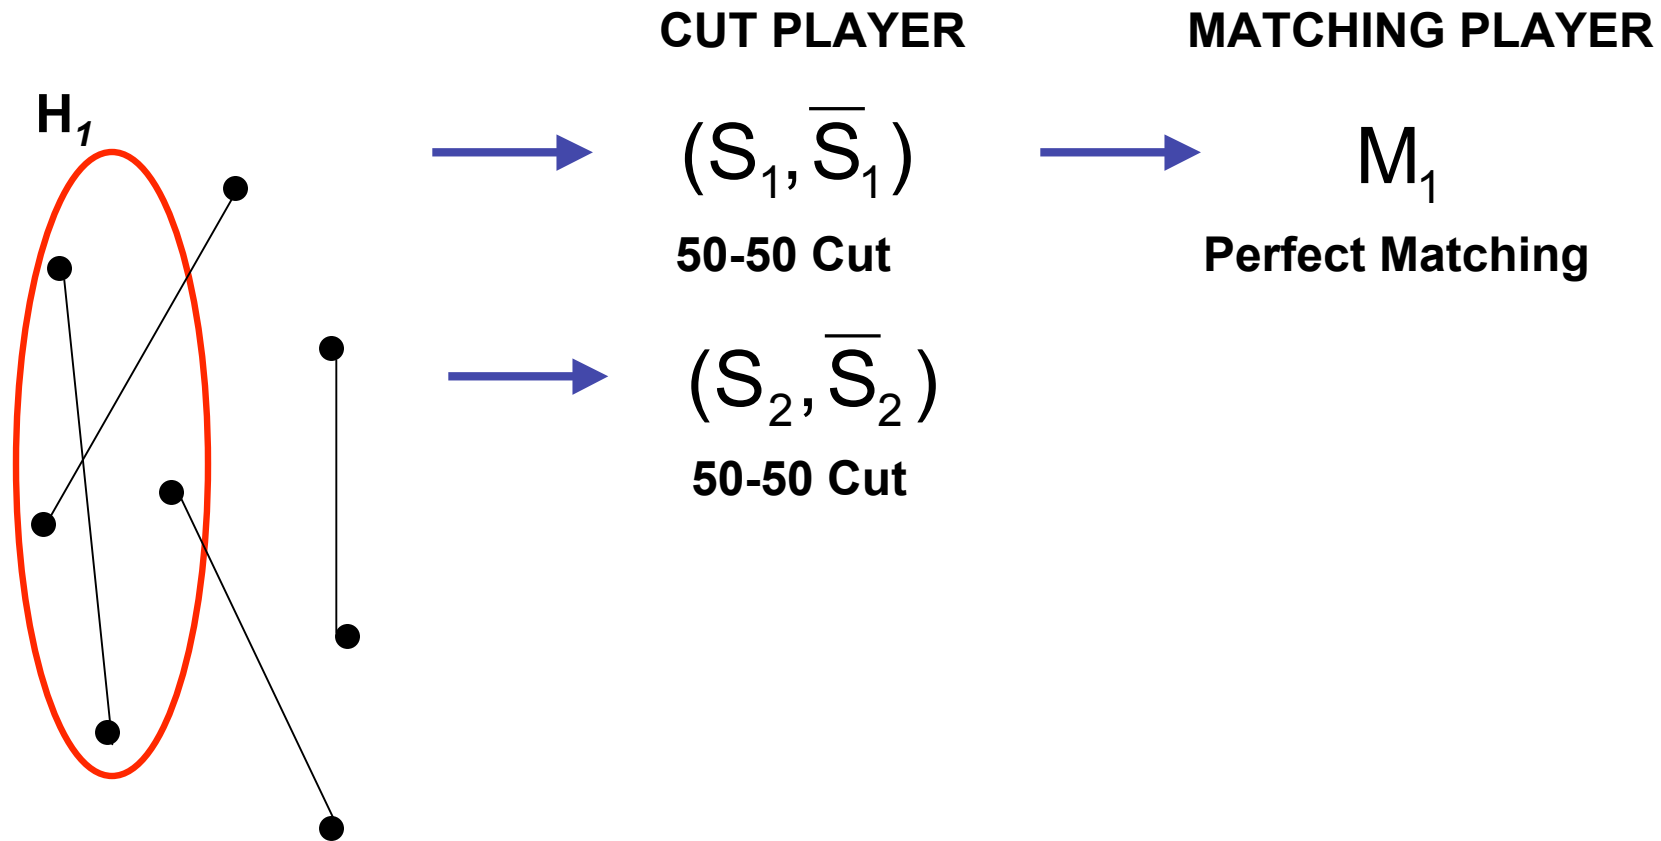 CUT PLAYER
MATCHING PLAYER
H₁
(S₁, S̅₁)
M₁
50-50 Cut
Perfect Matching
(S₂, S̅₂)
50-50 Cut